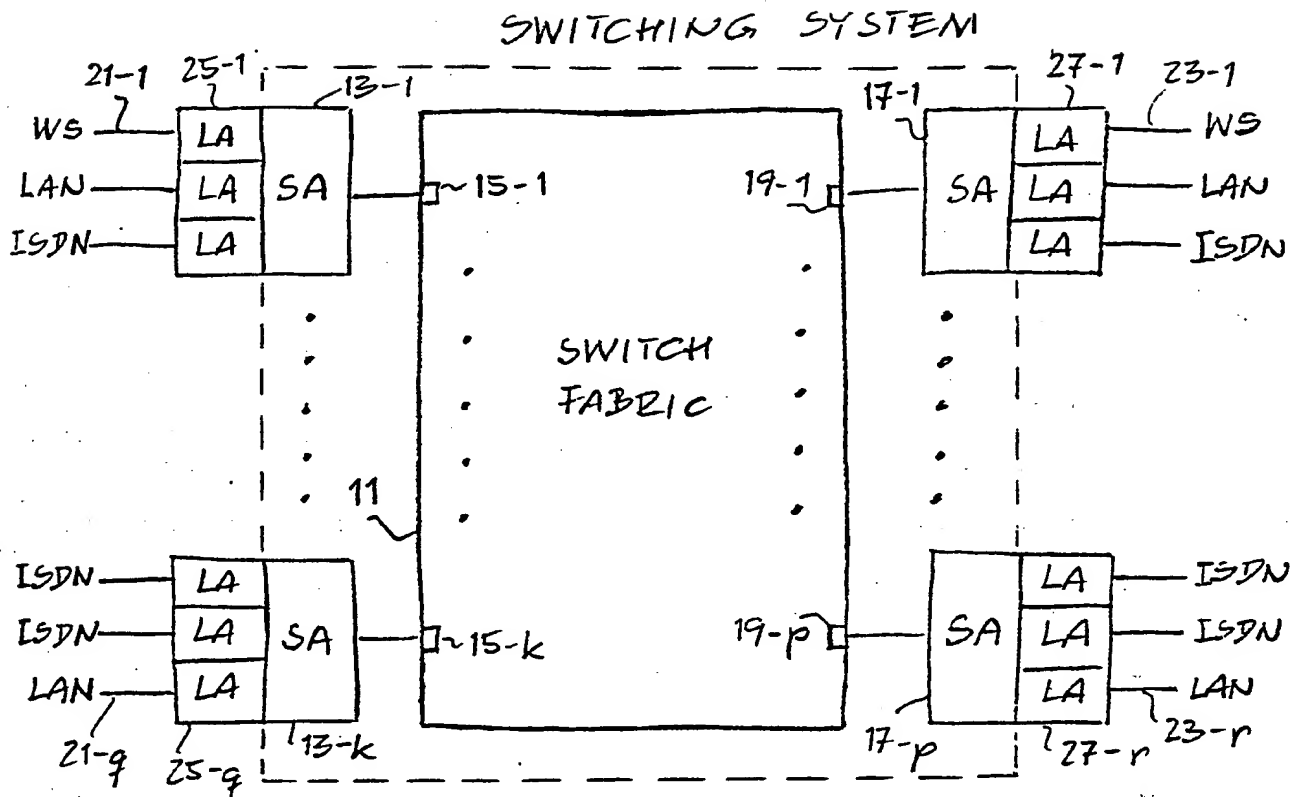 SWITCHING SYSTEM
21-1 25-1 13-1 17-1 27-1 23-1
WS LA LA WS
LAN LA SA 15-1 19-1 SA LA LAN
ISDN LA LA ISDN
SWITCH
FABRIC
11
ISDN LA LA ISDN
ISDN LA SA 15-k 19-p SA LA ISDN
LAN LA LA LAN
21-q 25-q 13-k 17-p 27-r 23-r